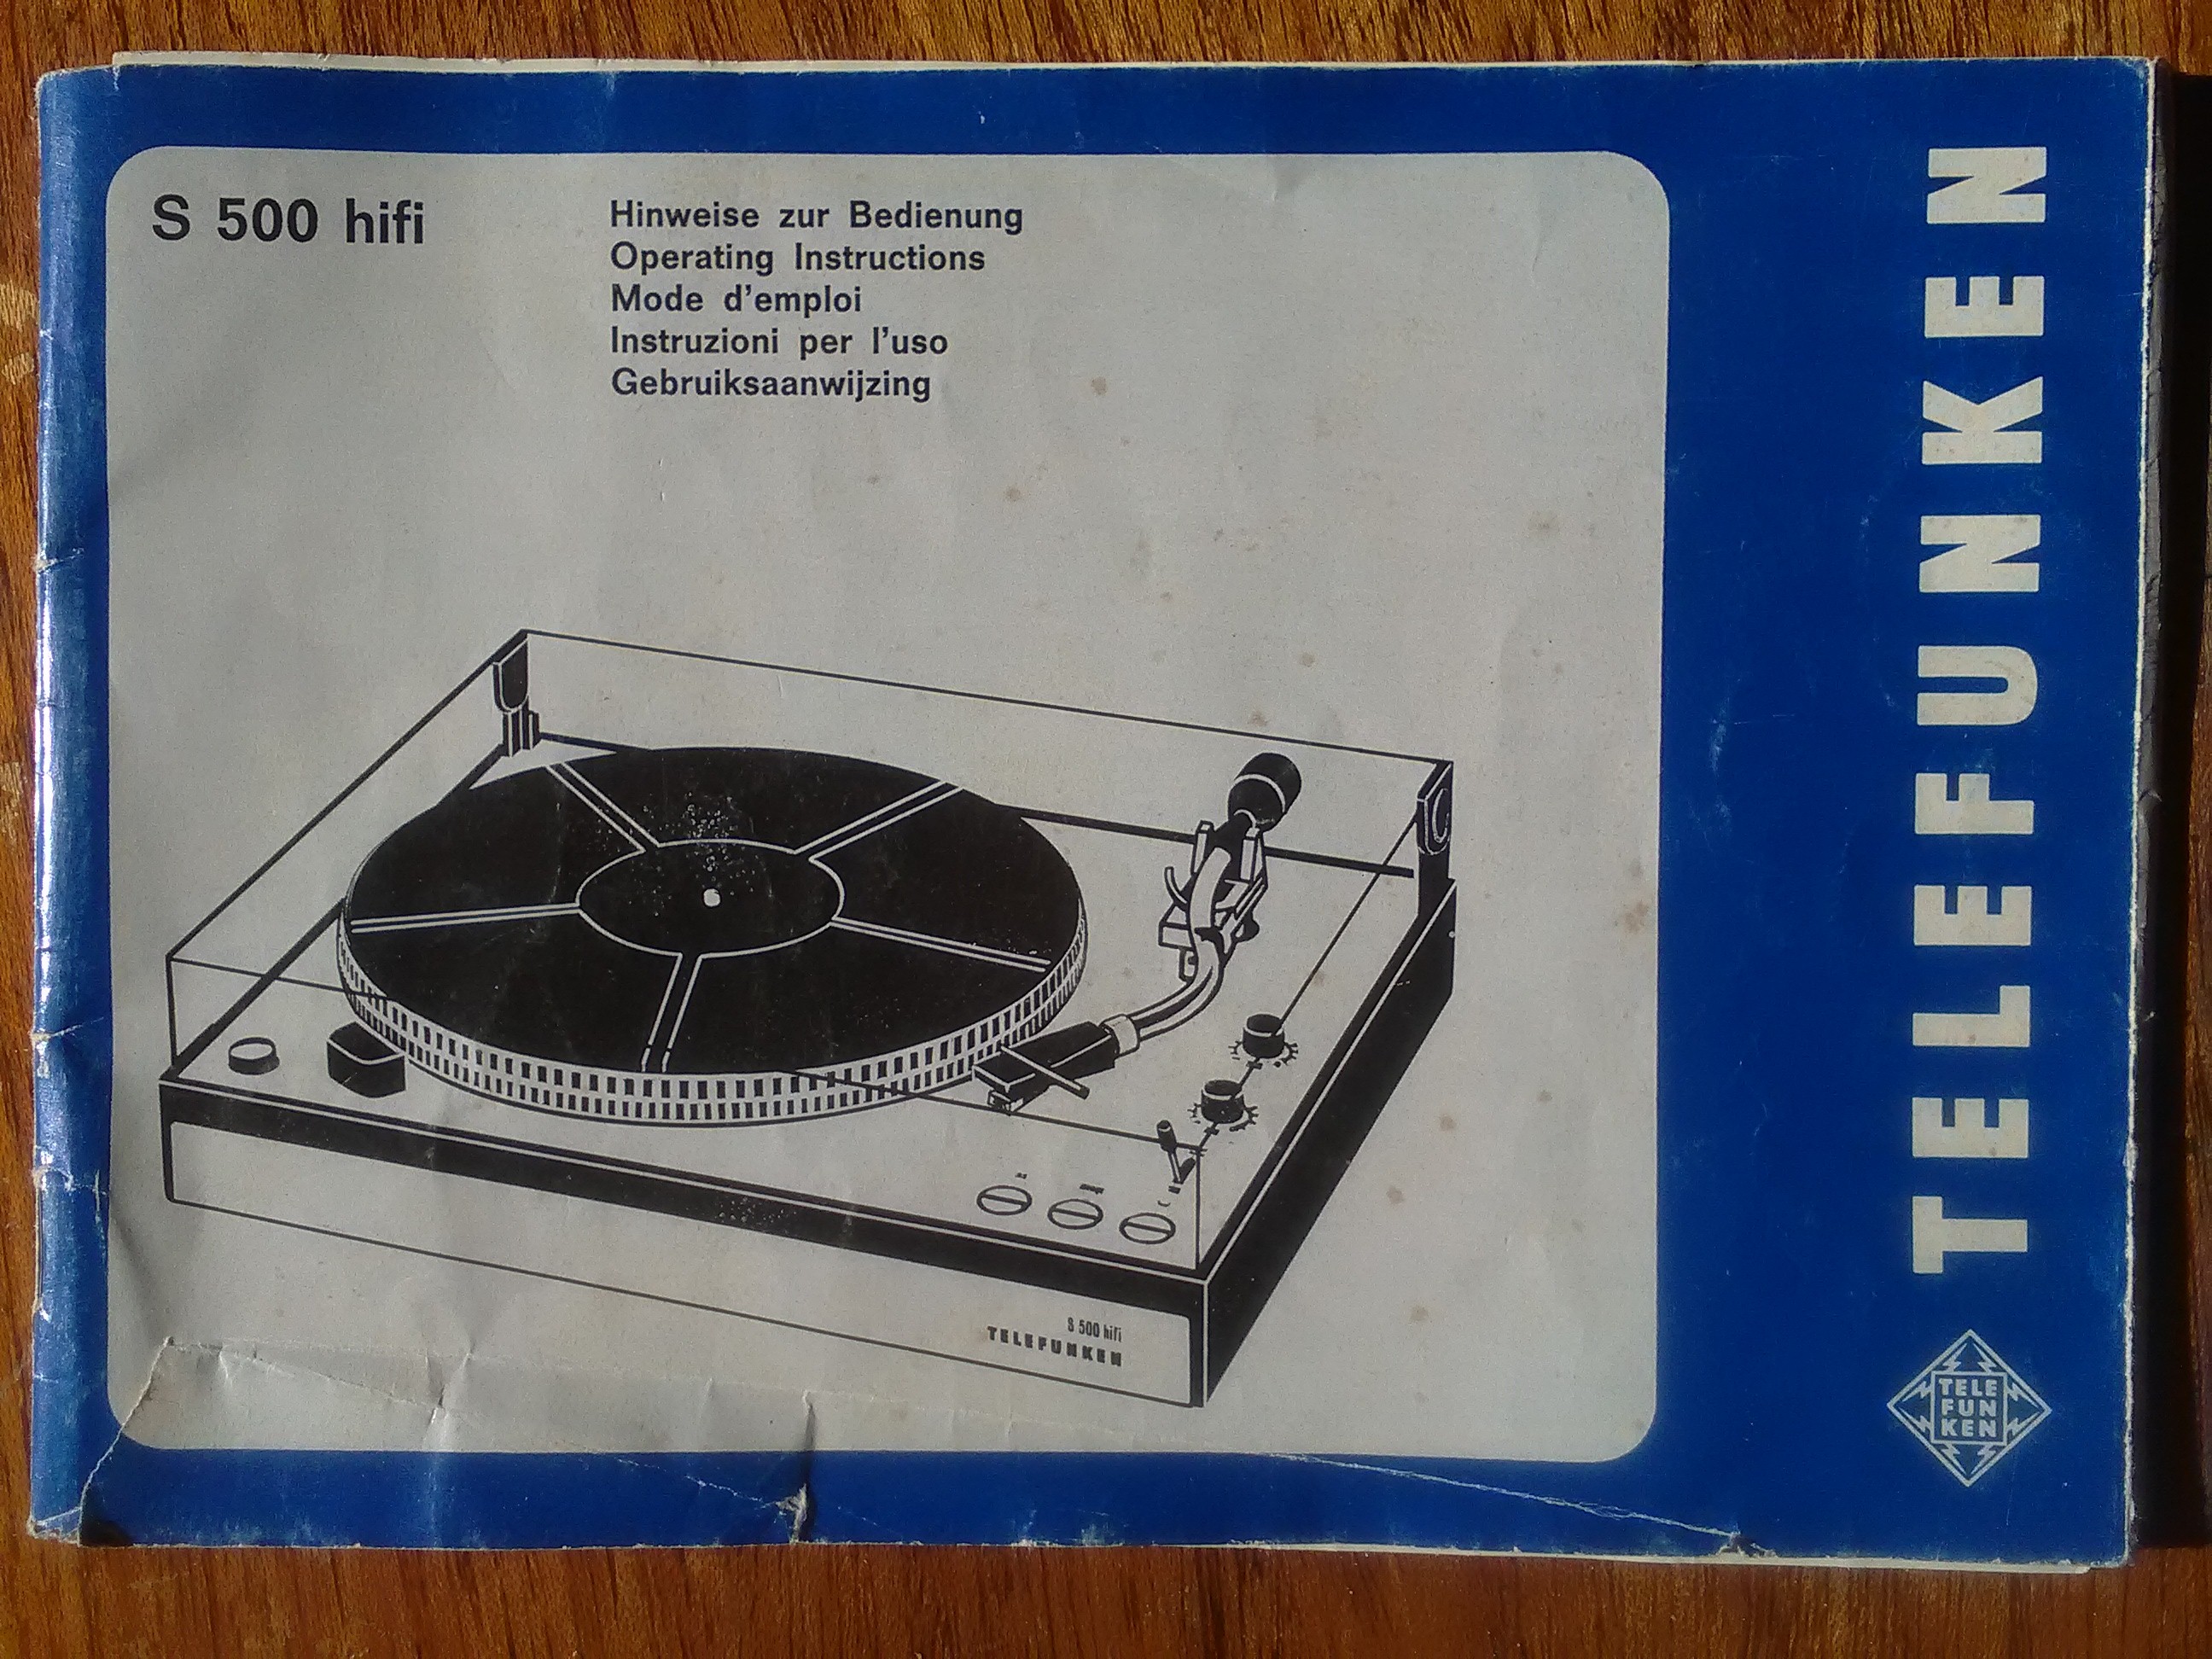 S 500 hifi
Hinweise zur Bedienung
Operating Instructions
Mode d'emploi
Instruzioni per l'uso
Gebruiksaanwijzing
TELEFUNKEN
S 500 hifi
TELEFUNKEN
TELE
FUN
KEN